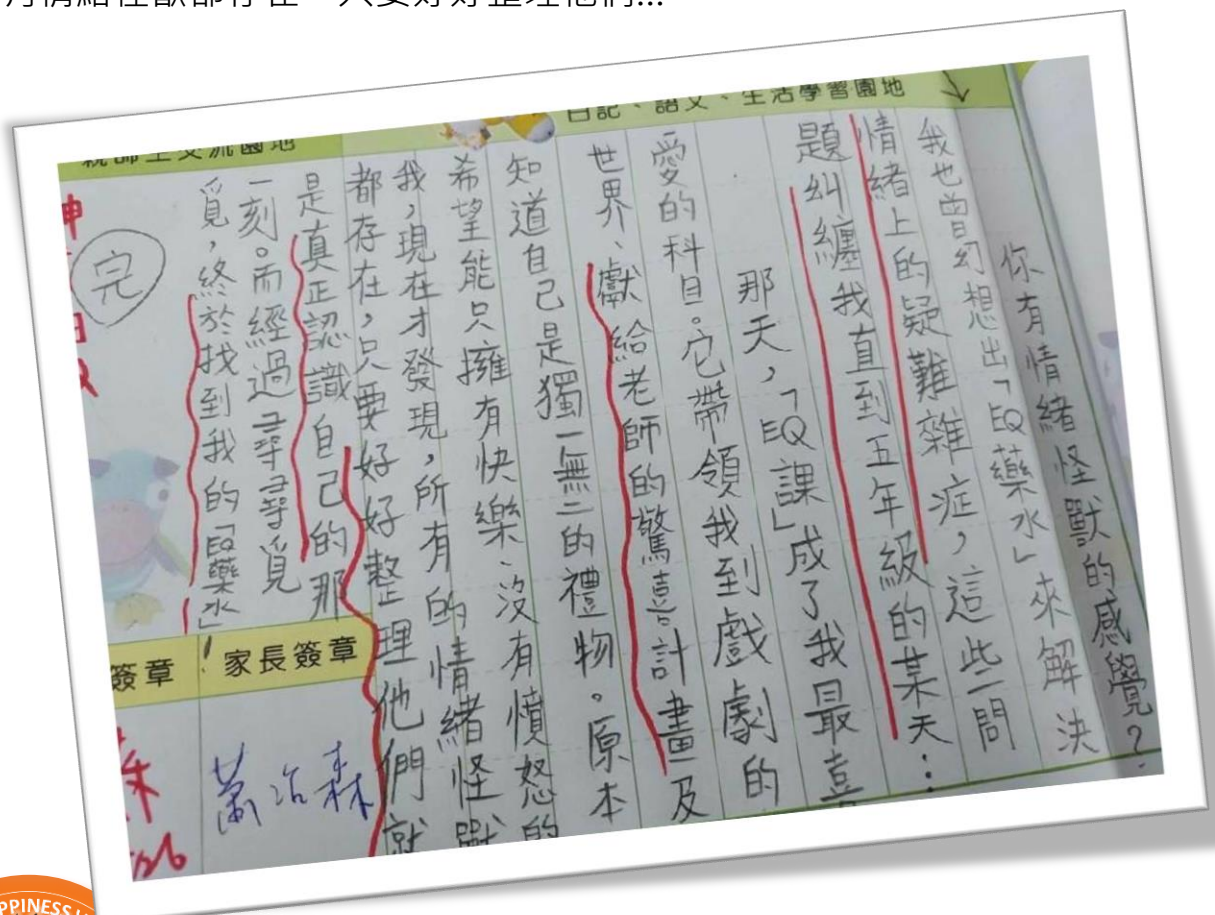 情緒怪獸都存在，只要好好整理他們...
日記、語文、生活學習園地
你有情緒怪獸的感覺？
我也曾幻想出「EQ藥水」來解決
情緒上的疑難雜症，這些問
題糾纏我直到五年級的某天：
那天，「EQ課」成了我最喜
愛的科目。它帶領我到戲劇的
世界、獻給老師的驚喜計畫及
知道自己是獨一無二的禮物。原本
希望能只擁有快樂、沒有憤怒的
我，現在才發現，所有的情緒怪獸
都存在，只要好好整理他們就
是真正認識自己的那
一刻。而經過尋尋覓
覓，終於找到我的「EQ藥水」！
完
親師生交流園地
家長簽章
簽章
PPINESS